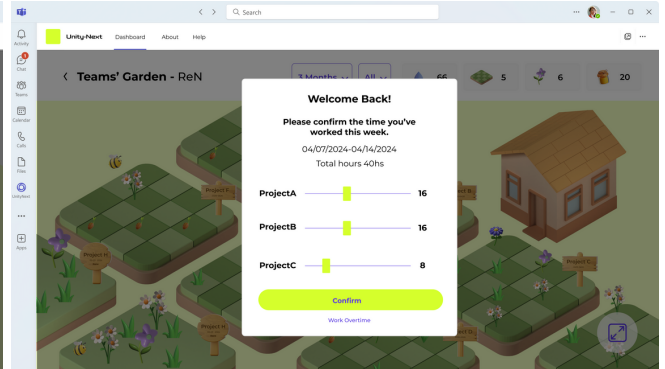 Search
Activity
Chat
Teams
Calendar
Calls
Files
UnityNext
Apps
Unity-Next Dashboard About Help
Teams' Garden - ReN
3 Months All 66 5 6 20
Welcome Back!
Please confirm the time you've
worked this week.
04/07/2024-04/14/2024
Total hours 40hs
ProjectA 16
ProjectB 16
ProjectC 8
Confirm
Work Overtime
Project H
Project H